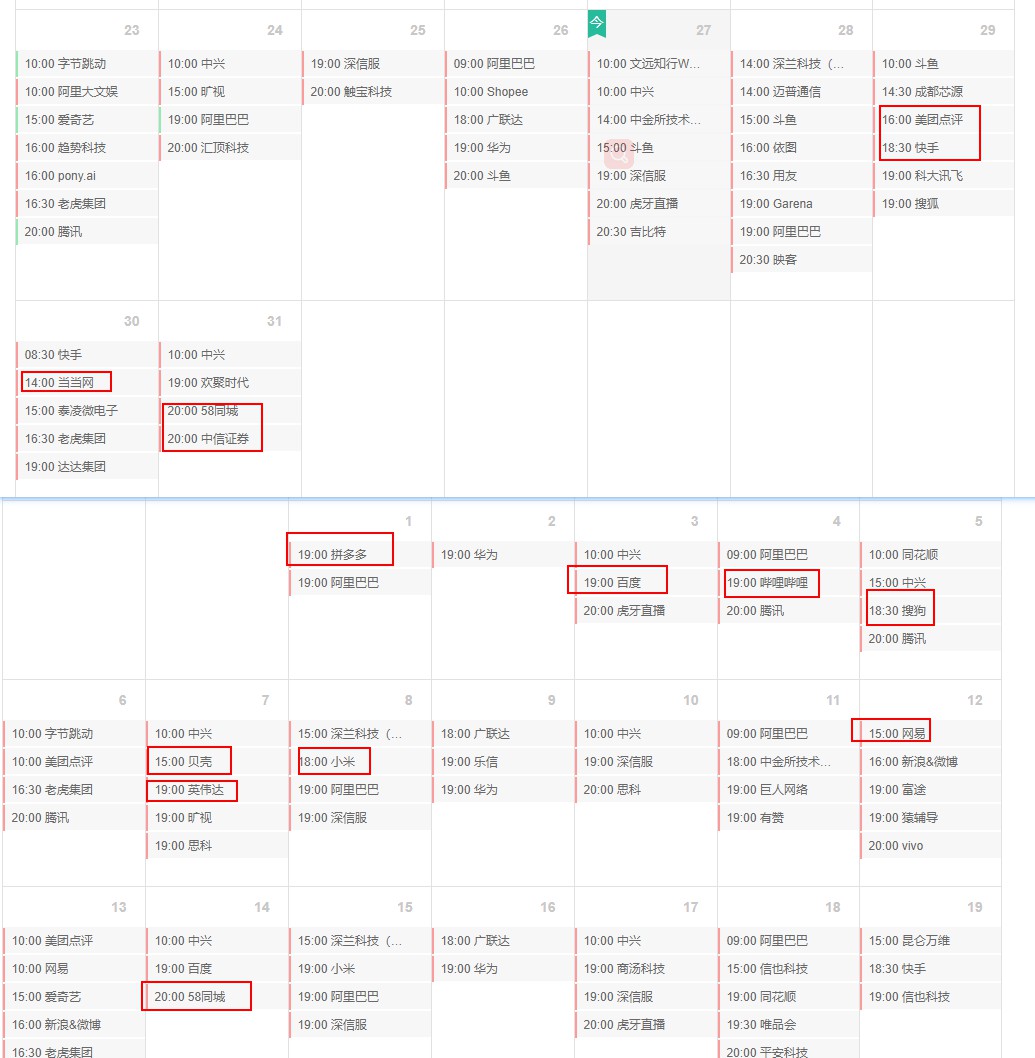 23
10:00 字节跳动
10:00 阿里大文娱
15:00 爱奇艺
16:00 趋势科技
16:00 pony.ai
16:30 老虎集团
20:00 腾讯
24
10:00 中兴
15:00 旷视
19:00 阿里巴巴
20:00 汇顶科技
25
19:00 深信服
20:00 触宝科技
26
09:00 阿里巴巴
10:00 Shopee
18:00 广联达
19:00 华为
20:00 斗鱼
今
27
10:00 文远知行W...
10:00 中兴
14:00 中金所技术...
15:00 斗鱼
19:00 深信服
20:00 虎牙直播
20:30 吉比特
28
14:00 深兰科技（...
14:00 迈普通信
15:00 斗鱼
16:00 依图
16:30 用友
19:00 Garena
19:00 阿里巴巴
20:30 映客
29
10:00 斗鱼
14:30 成都芯源
16:00 美团点评
18:30 快手
19:00 科大讯飞
19:00 搜狐
30
08:30 快手
14:00 当当网
15:00 泰凌微电子
16:30 老虎集团
19:00 达达集团
31
10:00 中兴
19:00 欢聚时代
20:00 58同城
20:00 中信证券
1
19:00 拼多多
19:00 阿里巴巴
2
19:00 华为
3
10:00 中兴
19:00 百度
20:00 虎牙直播
4
09:00 阿里巴巴
19:00 哔哩哔哩
20:00 腾讯
5
10:00 同花顺
15:00 中兴
18:30 搜狗
20:00 腾讯
6
10:00 字节跳动
10:00 美团点评
16:30 老虎集团
20:00 腾讯
7
10:00 中兴
15:00 贝壳
19:00 英伟达
19:00 旷视
19:00 思科
8
15:00 深兰科技（...
18:00 小米
19:00 阿里巴巴
19:00 深信服
9
18:00 广联达
19:00 乐信
19:00 华为
10
10:00 中兴
19:00 深信服
20:00 思科
11
09:00 阿里巴巴
18:00 中金所技术...
19:00 巨人网络
19:00 有赞
12
15:00 网易
16:00 新浪&微博
19:00 富途
19:00 猿辅导
20:00 vivo
13
10:00 美团点评
10:00 网易
15:00 爱奇艺
16:00 新浪&微博
16:30 老虎集团
14
10:00 中兴
19:00 百度
20:00 58同城
15
15:00 深兰科技（...
19:00 小米
19:00 阿里巴巴
19:00 深信服
16
18:00 广联达
19:00 华为
17
10:00 中兴
19:00 商汤科技
19:00 深信服
20:00 虎牙直播
18
09:00 阿里巴巴
15:00 信也科技
19:00 同花顺
19:30 唯品会
20:00 平安科技
19
15:00 昆仑万维
18:30 快手
19:00 信也科技